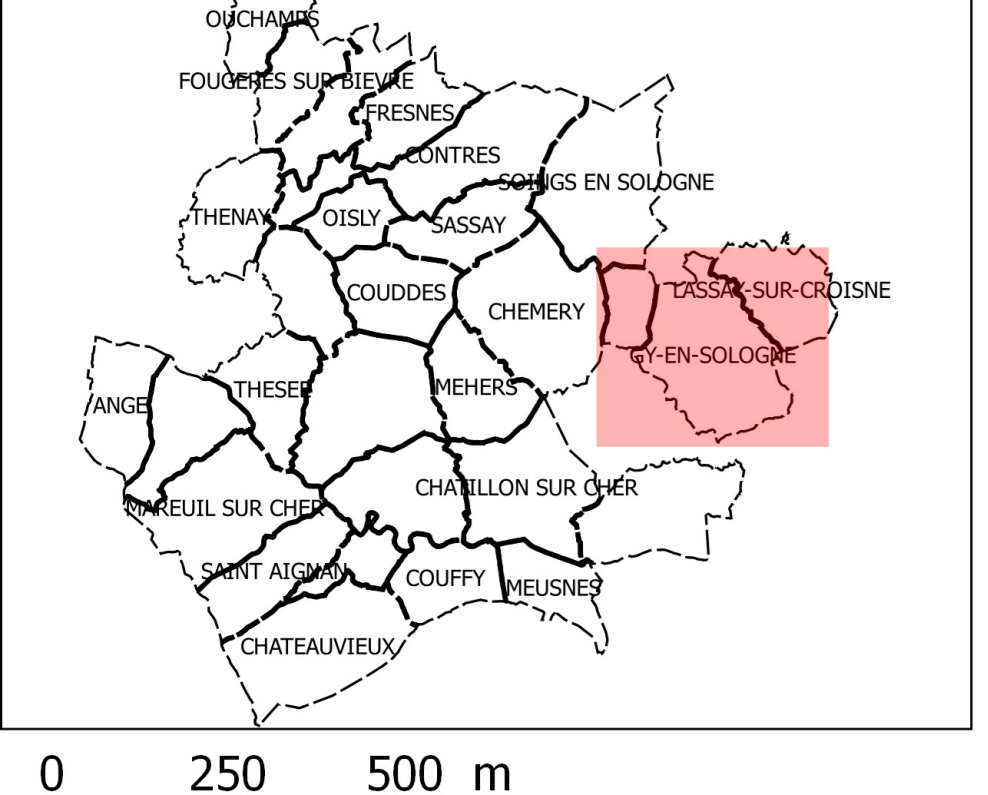 OUCHAMPS
FOUGERES SUR BIEVRE
FRESNES
CONTRES
SOINGS EN SOLOGNE
THENAY
OISLY
SASSAY
LASSAY-SUR-CROISNE
COUDDES
CHEMERY
GY-EN-SOLOGNE
THESEE
MEHERS
ANGE
CHATILLON SUR CHER
MAREUIL SUR CHER
SAINT AIGNAN
COUFFY
MEUSNES
CHATEAUVIEUX
0 250 500 m